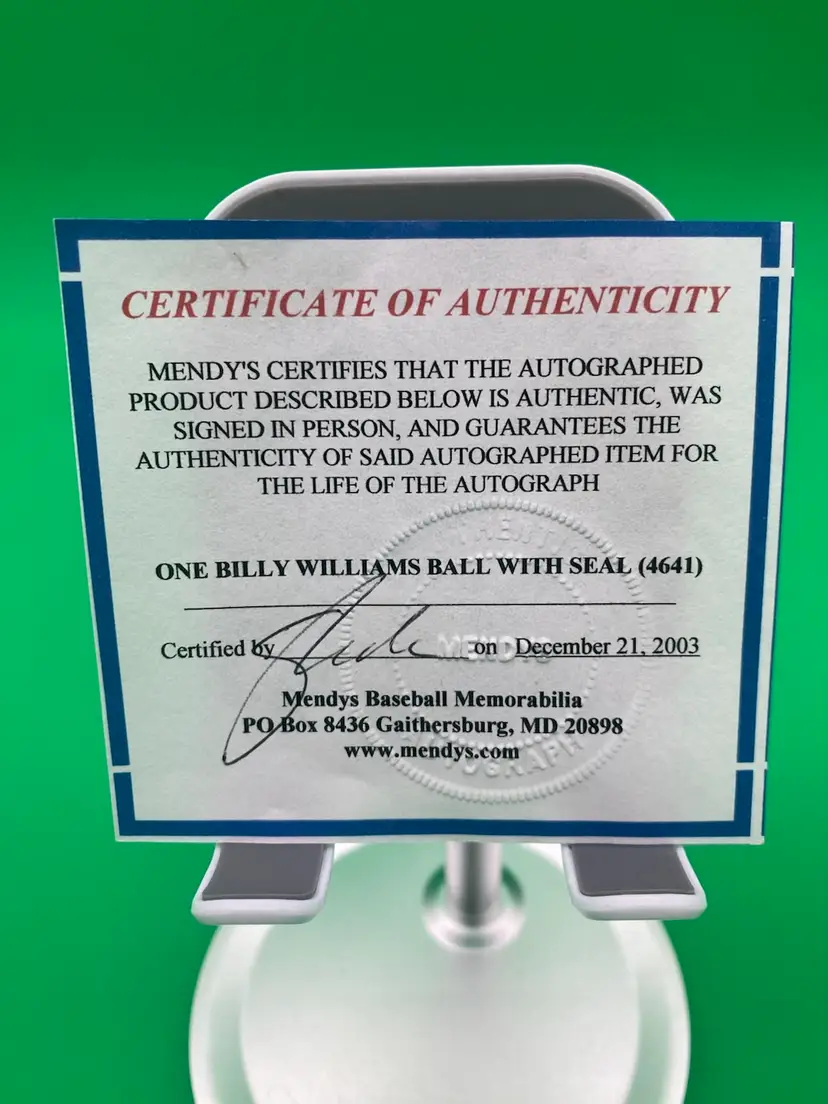 CERTIFICATE OF AUTHENTICITY
MENDY'S CERTIFIES THAT THE AUTOGRAPHED
PRODUCT DESCRIBED BELOW IS AUTHENTIC, WAS
SIGNED IN PERSON, AND GUARANTEES THE
AUTHENTICITY OF SAID AUTOGRAPHED ITEM FOR
THE LIFE OF THE AUTOGRAPH
ONE BILLY WILLIAMS BALL WITH SEAL (4641)
Certified by on December 21, 2003
MENDYS
Mendys Baseball Memorabilia
PO Box 8436 Gaithersburg, MD 20898
www.mendys.com